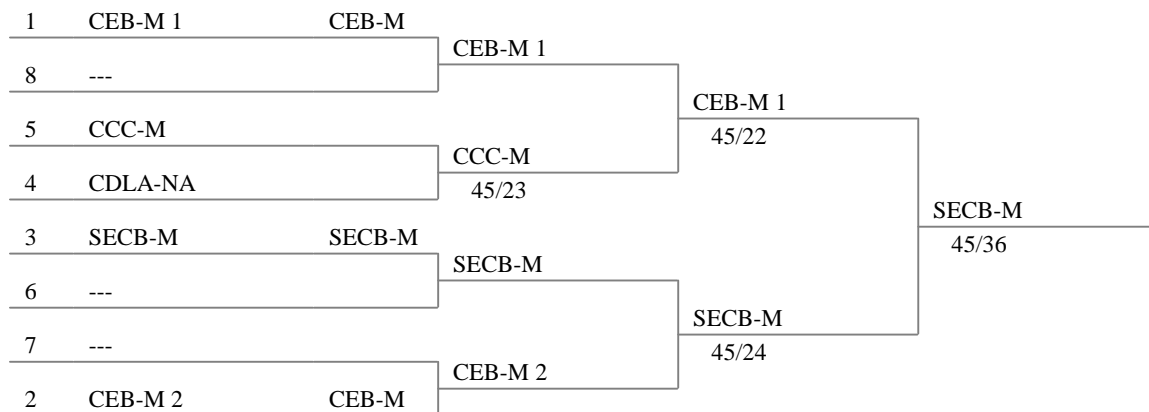 1 CEB-M 1 CEB-M
CEB-M 1
8 ---
CEB-M 1
45/22
5 CCC-M
CCC-M
45/23
4 CDLA-NA
SECB-M
45/36
3 SECB-M SECB-M
SECB-M
6 ---
SECB-M
45/24
7 ---
CEB-M 2
2 CEB-M 2 CEB-M